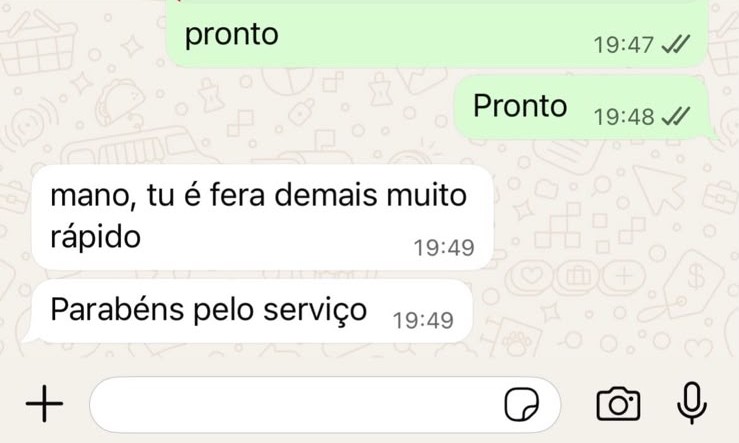 pronto
19:47
Pronto 19:48
mano, tu é fera demais muito
rápido
19:49
Parabéns pelo serviço 19:49